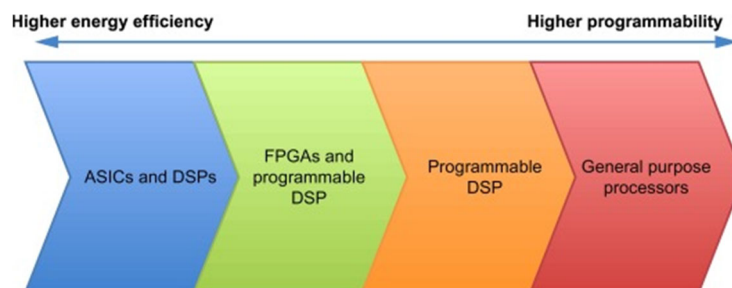 Higher energy efficiency
Higher programmability
ASICs and DSPs
FPGAs and
programmable
DSP
Programmable
DSP
General purpose
processors